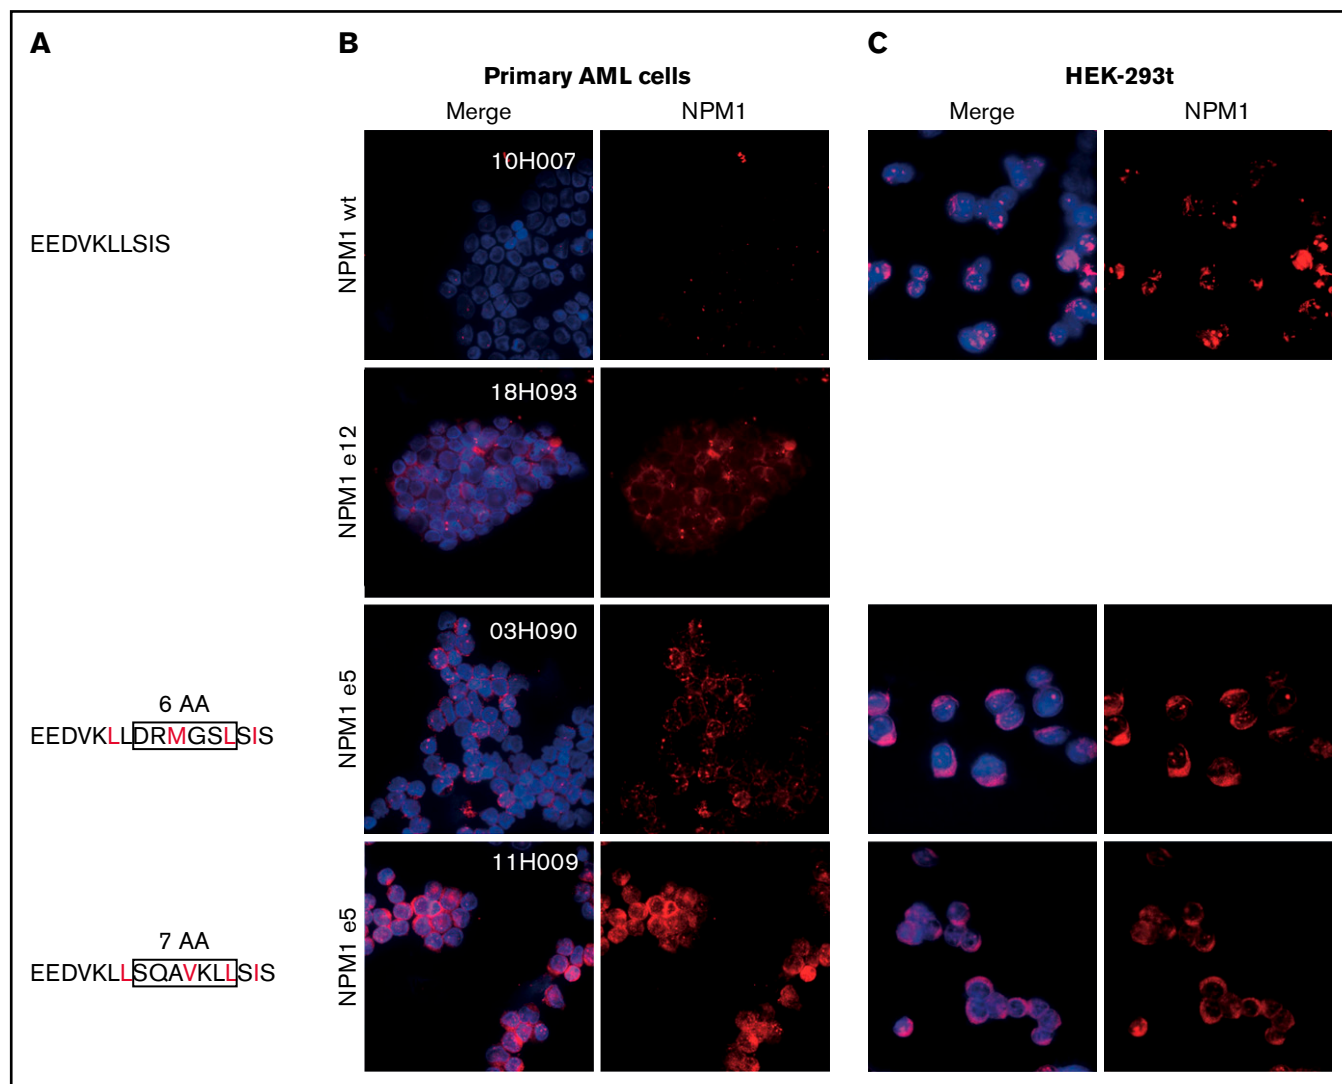 A
B
C
Primary AML cells
HEK-293t
Merge
NPM1
Merge
NPM1
EEDVKLLSIS
NPM1 wt
10H007
NPM1 e12
18H093
6 AA
EEDVKLLDRMGSLSIS
NPM1 e5
03H090
7 AA
EEDVKLLSQAVKLLSIS
NPM1 e5
11H009